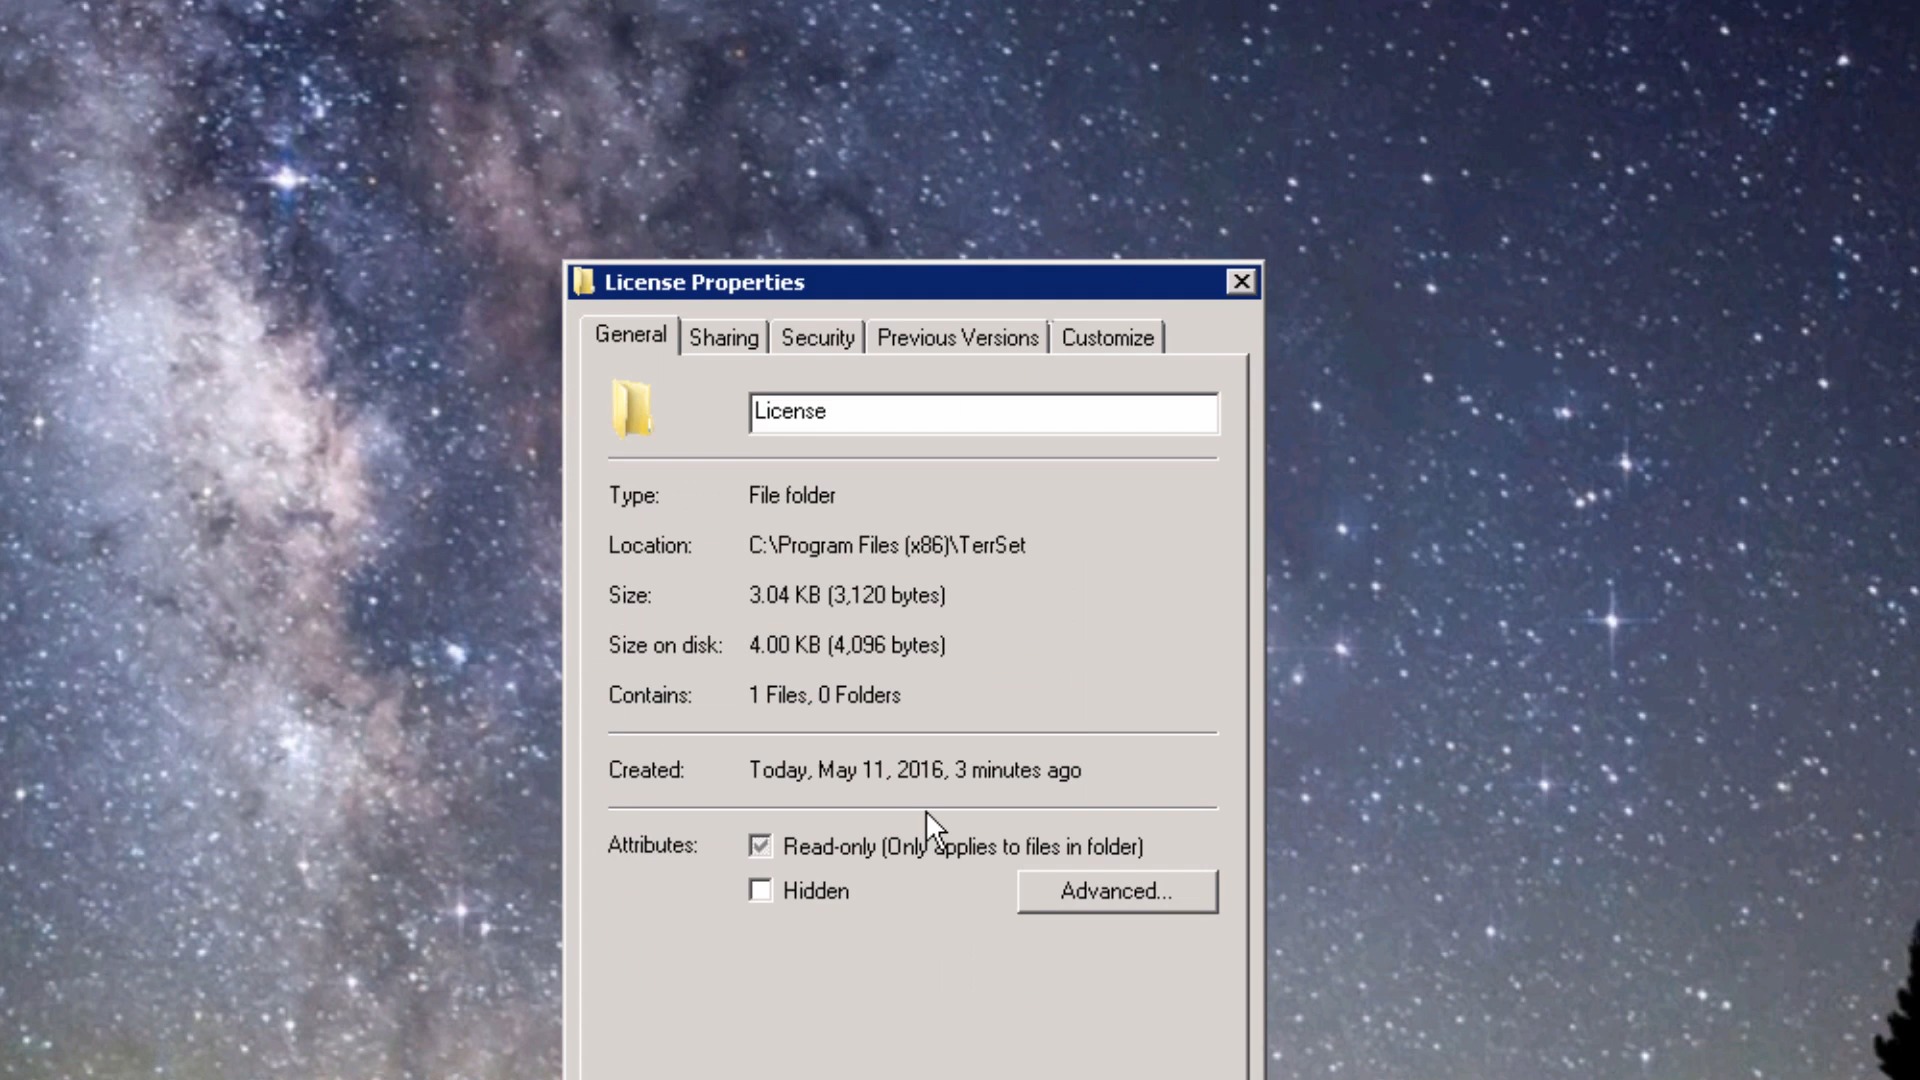 License Properties
General Sharing Security Previous Versions Customize
License
Type: File folder
Location: C:\Program Files (x86)\TerrSet
Size: 3.04 KB (3,120 bytes)
Size on disk: 4.00 KB (4,096 bytes)
Contains: 1 Files, 0 Folders
Created: Today, May 11, 2016, 3 minutes ago
Attributes: Read-only (Only applies to files in folder)
Hidden Advanced...